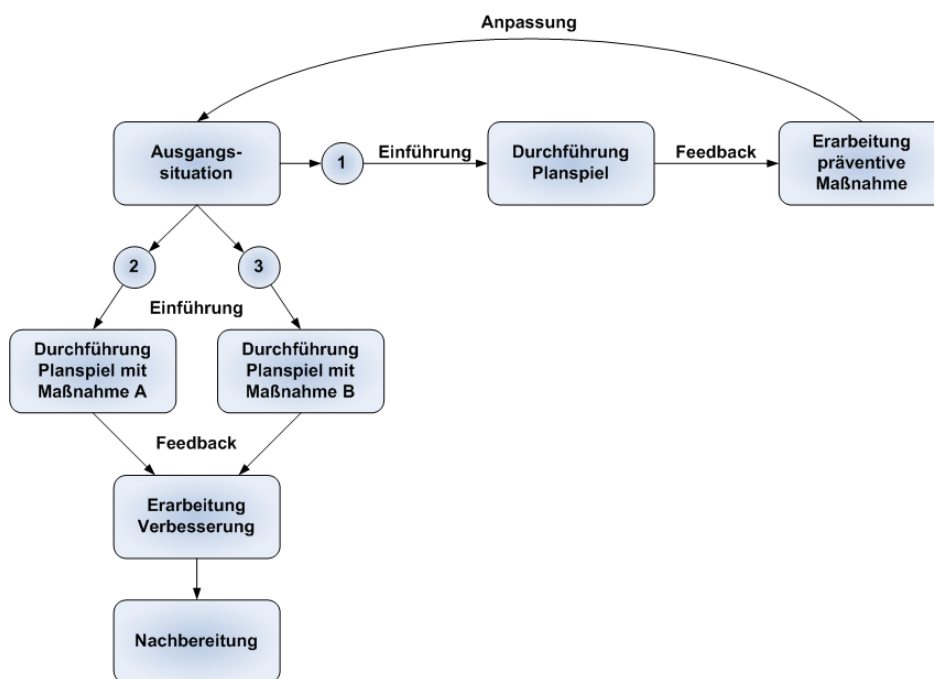 Anpassung
Ausgangs-
situation
1
Einführung
Durchführung
Planspiel
Feedback
Erarbeitung
präventive
Maßnahme
2
3
Einführung
Durchführung
Planspiel mit
Maßnahme A
Durchführung
Planspiel mit
Maßnahme B
Feedback
Erarbeitung
Verbesserung
Nachbereitung